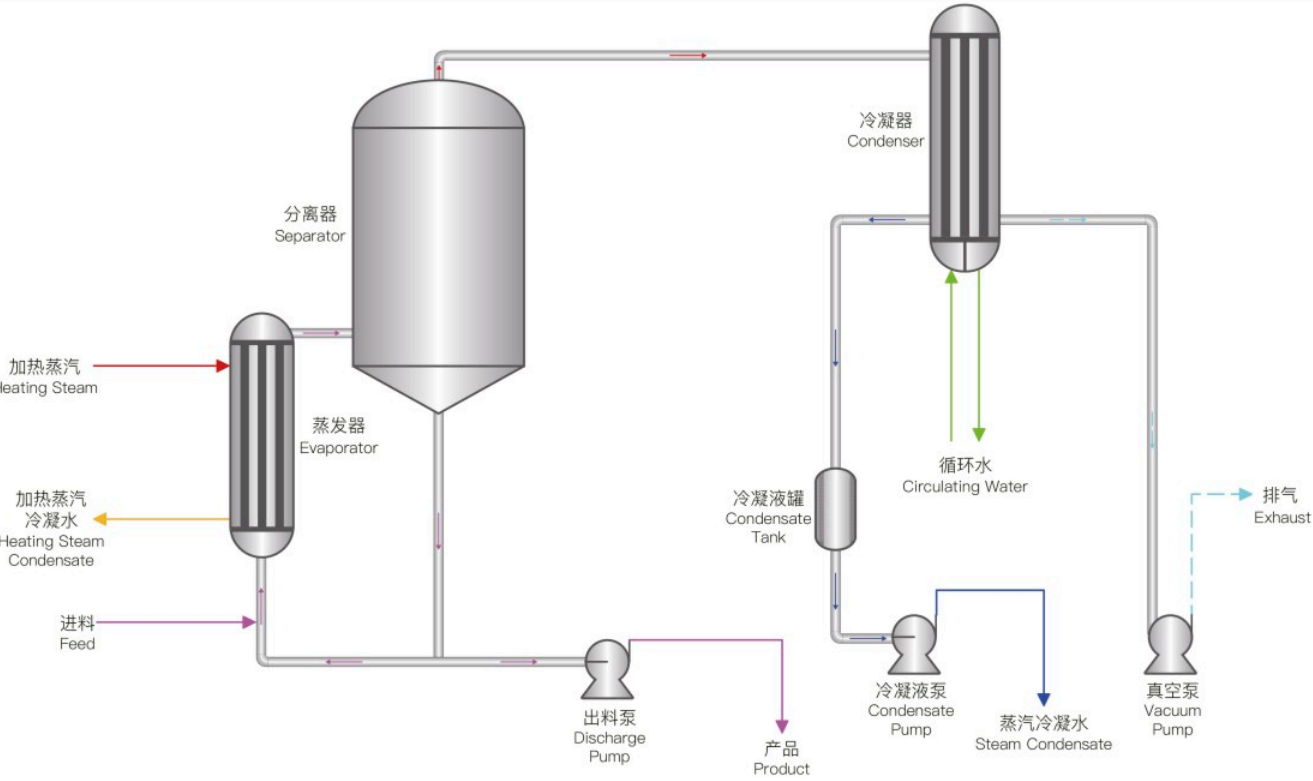 冷凝器
Condenser
分离器
Separator
加热蒸汽
Heating Steam
蒸发器
Evaporator
加热蒸汽
冷凝水
Heating Steam
Condensate
进料
Feed
循环水
Circulating Water
冷凝液罐
Condensate
Tank
排气
Exhaust
出料泵
Discharge
Pump
产品
Product
冷凝液泵
Condensate
Pump
蒸汽冷凝水
Steam Condensate
真空泵
Vacuum
Pump